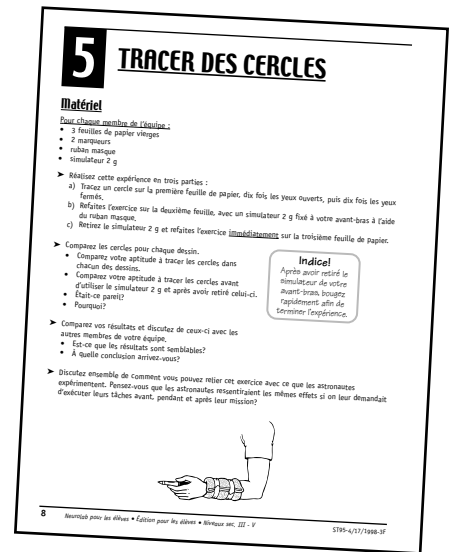 5
TRACER DES CERCLES
Matériel
Pour chaque membre de l'équipe :
• 3 feuilles de papier vierges
• 2 marqueurs
• ruban masque
• simulateur 2 g
➤ Réalisez cette expérience en trois parties :
a) Tracez un cercle sur la première feuille de papier, dix fois les yeux ouverts, puis dix fois les yeux
fermés,
b) Refaites l'exercice sur la deuxième feuille, avec un simulateur 2 g fixé à votre avant-bras à l'aide
du ruban masque.
c) Retirez le simulateur 2 g et refaites l'exercice immédiatement sur la troisième feuille de papier.
➤ Comparez les cercles pour chaque dessin.
• Comparez votre aptitude à tracer les cercles dans
chacun des dessins.
• Comparez votre aptitude à tracer les cercles avant
d'utiliser le simulateur 2 g et après avoir retiré celui-ci.
• Était-ce pareil?
• Pourquoi?
Indice!
Après avoir retiré le
simulateur de votre
avant-bras, bougez
rapidement afin de
terminer l'expérience.
➤ Comparez vos résultats et discutez de ceux-ci avec les
autres membres de votre équipe.
• Est-ce que les résultats sont semblables?
• À quelle conclusion arrivez-vous?
➤ Discutez ensemble de comment vous pouvez relier cet exercice avec ce que les astronautes
expérimentent. Pensez-vous que les astronautes ressentiraient les mêmes effets si on leur demandait
d'exécuter leurs tâches avant, pendant et après leur mission?
8
Neurolab pour les élèves • Édition pour les élèves • Niveaux sec. III - V
ST95-4/17/1998-3F